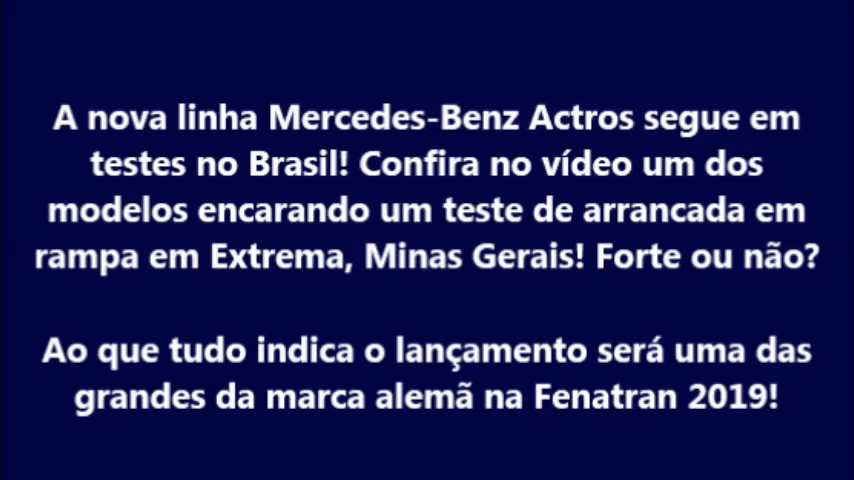 A nova linha Mercedes-Benz Actros segue em
testes no Brasil! Confira no vídeo um dos
modelos encarando um teste de arrancada em
rampa em Extrema, Minas Gerais! Forte ou não?
Ao que tudo indica o lançamento será uma das
grandes da marca alemã na Fenatran 2019!